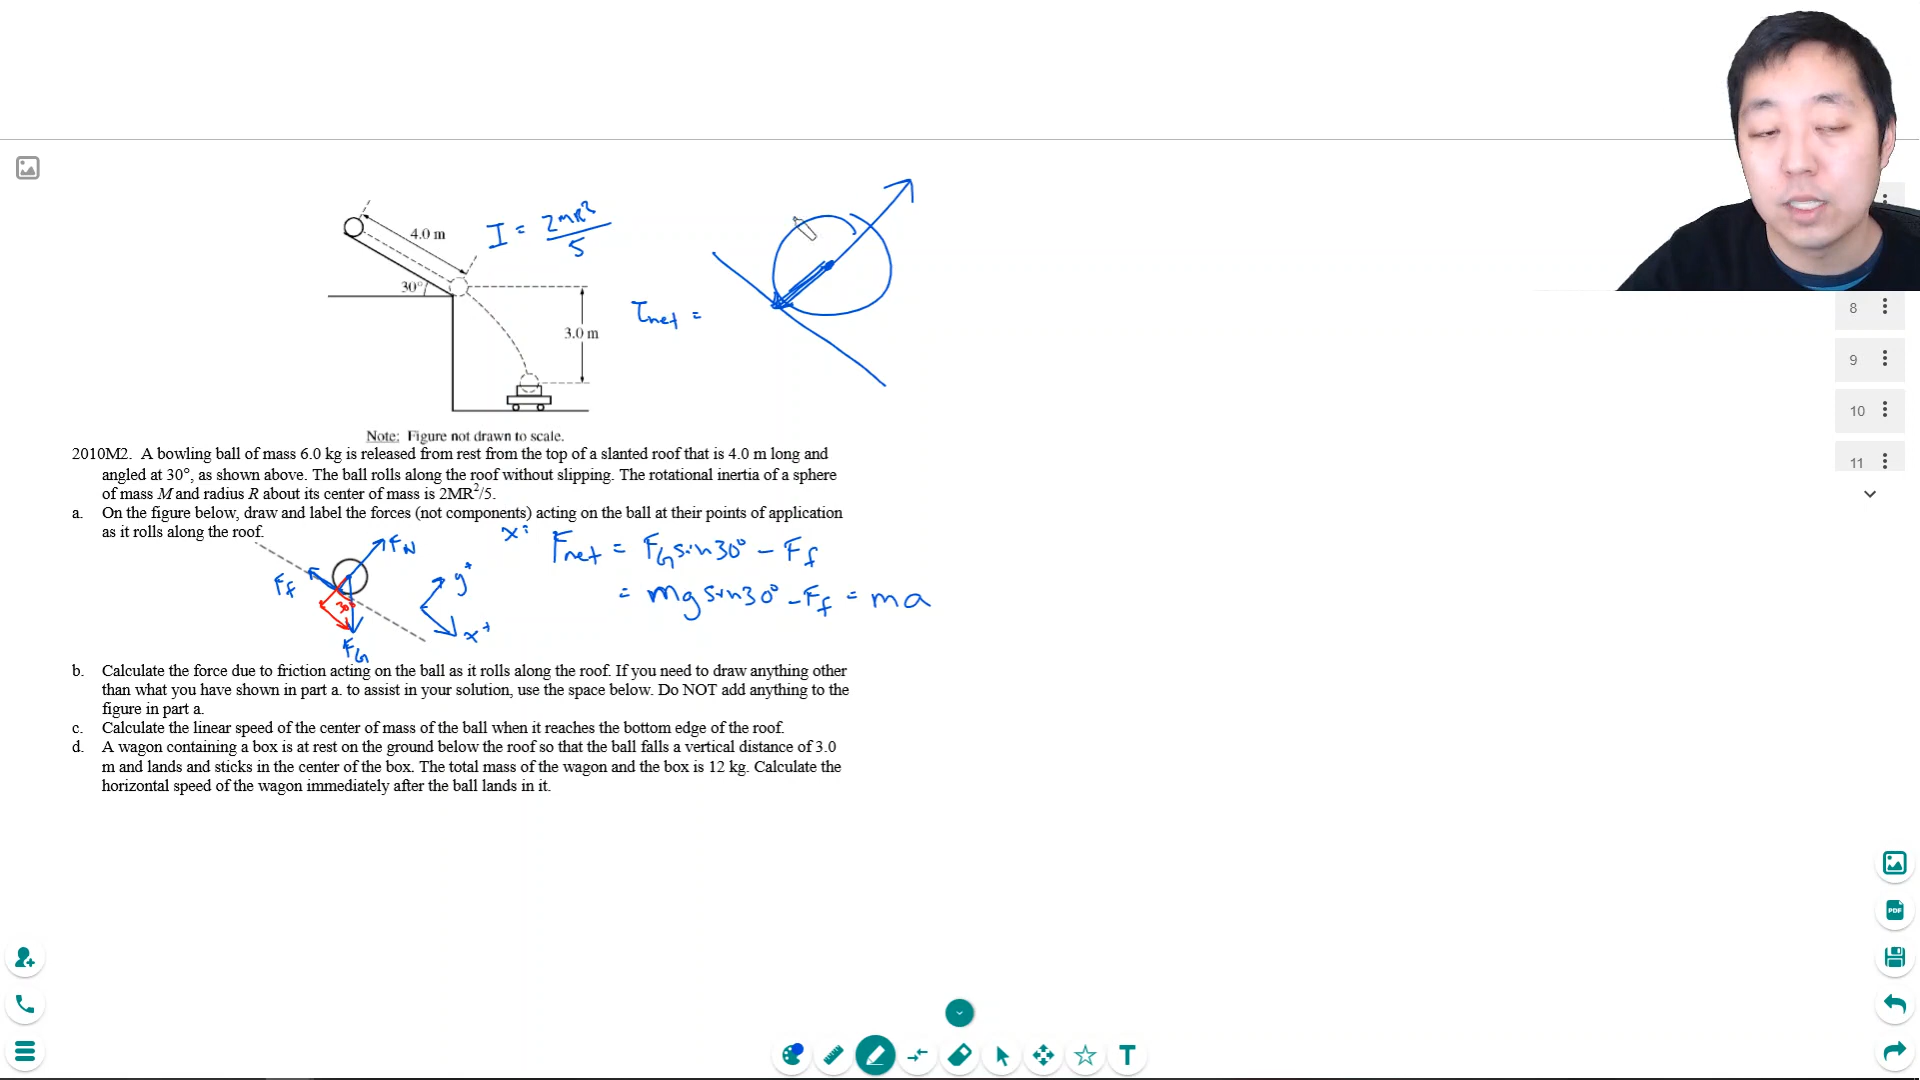 4.0 m
I = 2MR²/5
30°
τnet =
3.0 m
Note: Figure not drawn to scale.
2010M2. A bowling ball of mass 6.0 kg is released from rest from the top of a slanted roof that is 4.0 m long and
angled at 30°, as shown above. The ball rolls along the roof without slipping. The rotational inertia of a sphere
of mass M and radius R about its center of mass is 2MR²/5.
a. On the figure below, draw and label the forces (not components) acting on the ball at their points of application
as it rolls along the roof.
x: Fnet = FG sin30° - Ff
= mg sin30° - Ff = ma
FN
Ff
30°
y+
x+
FG
b. Calculate the force due to friction acting on the ball as it rolls along the roof. If you need to draw anything other
than what you have shown in part a. to assist in your solution, use the space below. Do NOT add anything to the
figure in part a.
c. Calculate the linear speed of the center of mass of the ball when it reaches the bottom edge of the roof.
d. A wagon containing a box is at rest on the ground below the roof so that the ball falls a vertical distance of 3.0
m and lands and sticks in the center of the box. The total mass of the wagon and the box is 12 kg. Calculate the
horizontal speed of the wagon immediately after the ball lands in it.
8
9
10
11
PDF
T